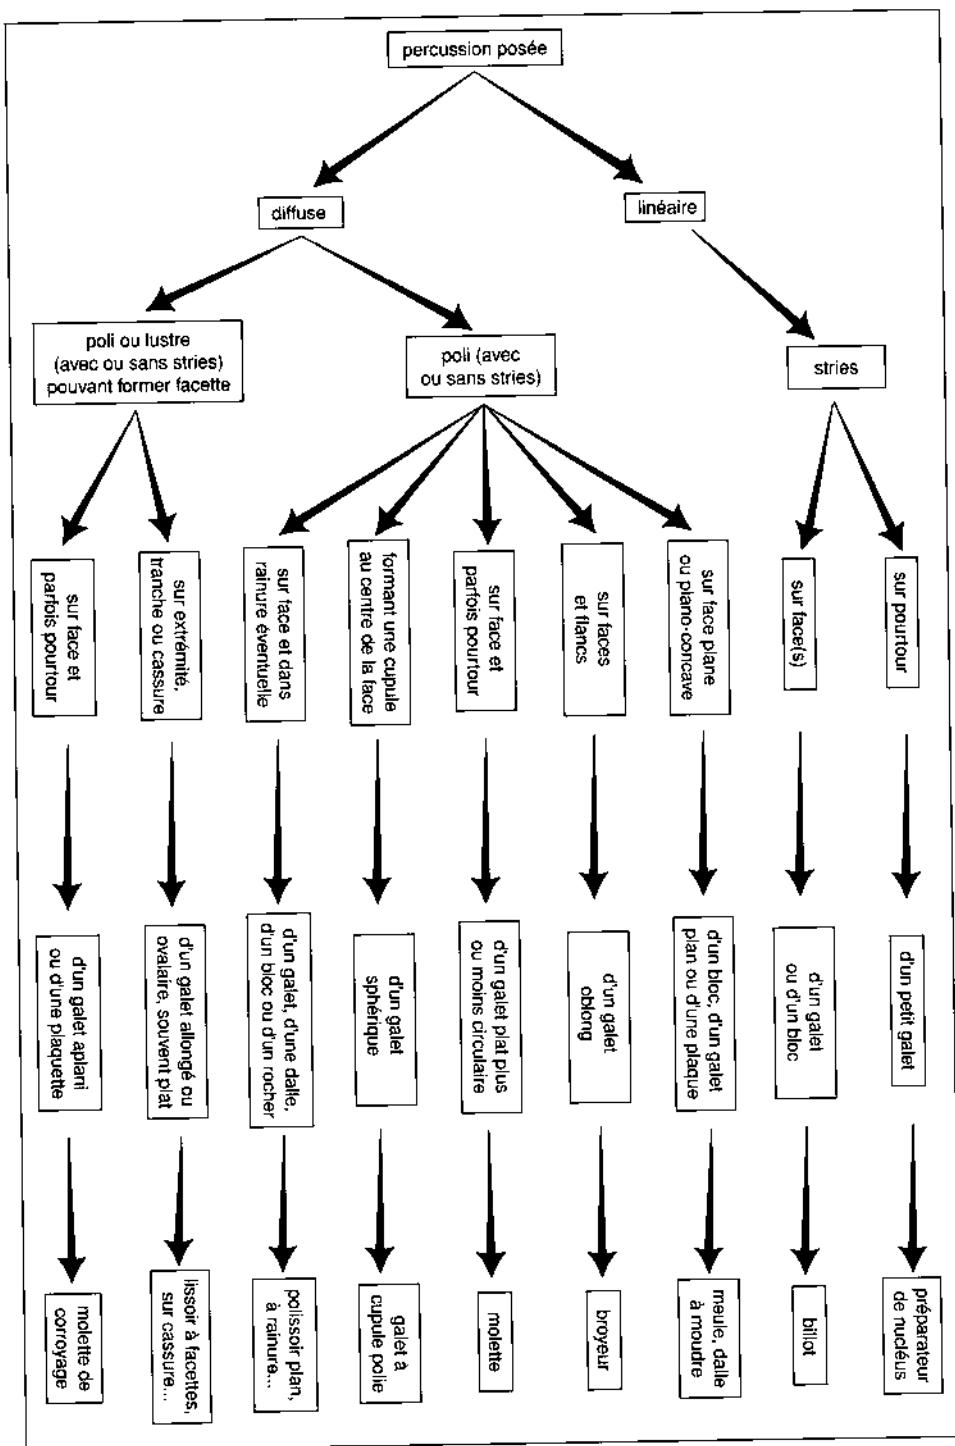 percussion posée
diffuse
linéaire
poli ou lustre
(avec ou sans stries)
pouvant former facette
poli (avec
ou sans stries)
stries
sur face et
parfois pourtour
sur extrémité,
tranche ou cassure
sur face et dans
rainure éventuelle
formant une cupule
au centre de la face
sur face et
parfois pourtour
sur faces
et flancs
sur face plane
ou plano-concave
sur face(s)
sur pourtour
d'un galet aplani
ou d'une plaquette
d'un galet allongé ou
ovalaire, souvent plat
d'un galet, d'une dalle,
d'un bloc ou d'un rocher
d'un galet
sphérique
d'un galet plat plus
ou moins circulaire
d'un galet
oblong
d'un bloc, d'un galet
plan ou d'une plaque
d'un galet
ou d'un bloc
d'un petit galet
molette de
corroyage
lissoir à facettes,
sur cassure...
polissoir plan,
à rainure...
galet à
cupule polie
molette
broyeur
meule, dalle
à moudre
billot
préparateur
de nucléus